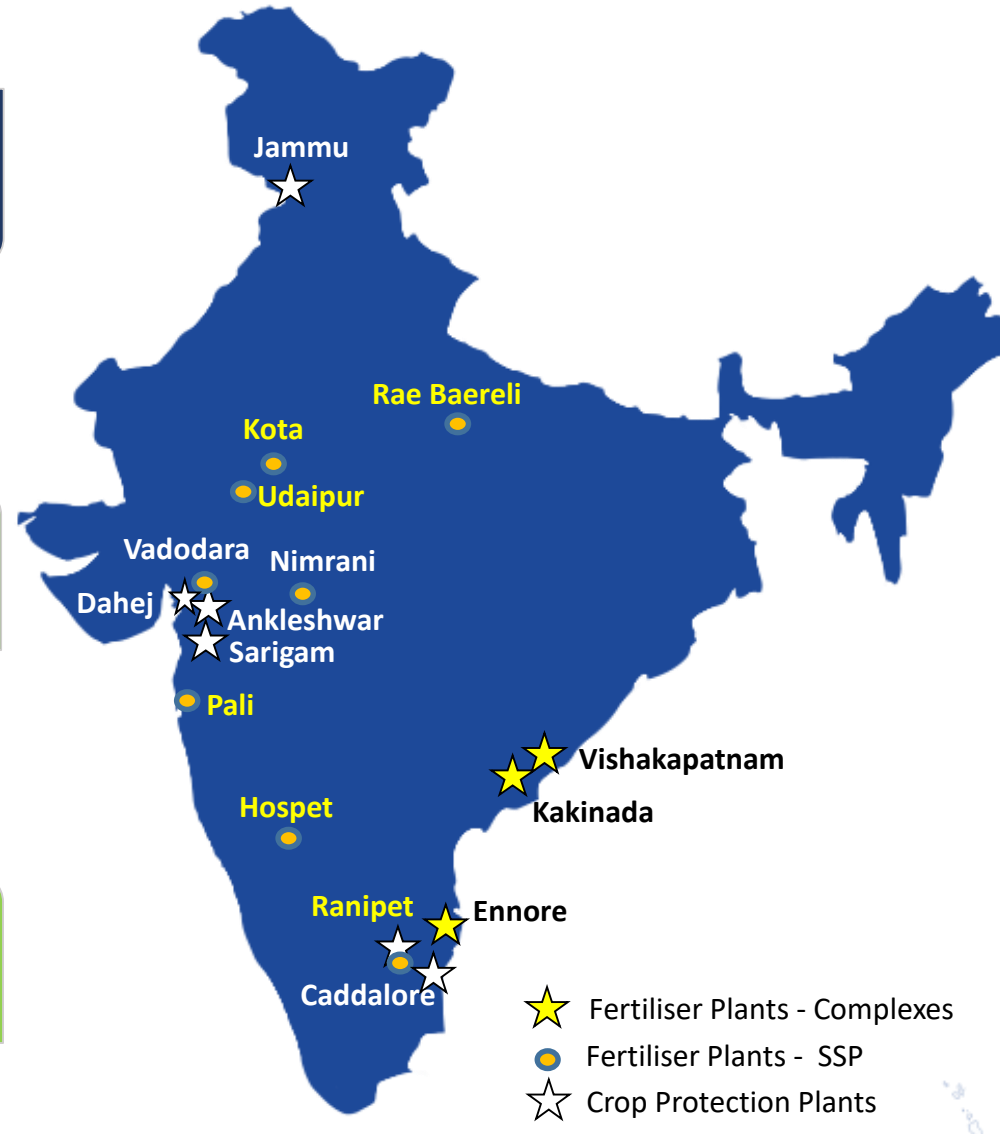 Jammu
Rae Baereli
Kota
Udaipur
Vadodara
Nimrani
Dahej
Ankleshwar
Sarigam
Pali
Vishakapatnam
Kakinada
Hospet
Ranipet
Ennore
Caddalore
Fertiliser Plants - Complexes
Fertiliser Plants - SSP
Crop Protection Plants